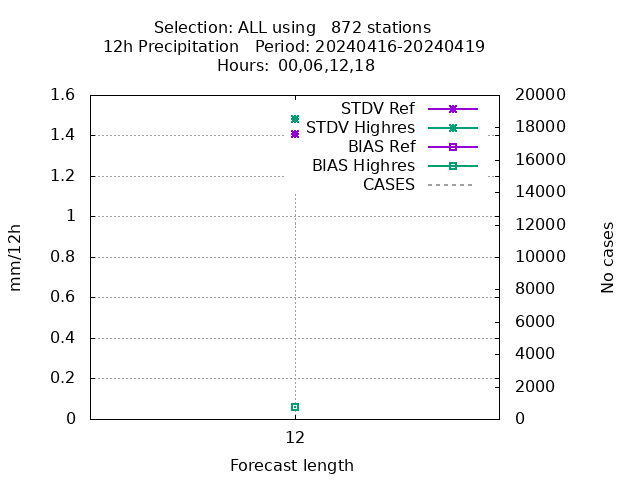 Selection: ALL using   872 stations
12h Precipitation   Period: 20240416-20240419
Hours:  00,06,12,18
STDV Ref
STDV Highres
BIAS Ref
BIAS Highres
CASES
1.6
1.4
1.2
1
0.8
0.6
0.4
0.2
0
mm/12h
20000
18000
16000
14000
12000
10000
8000
6000
4000
2000
0
No cases
12
Forecast length